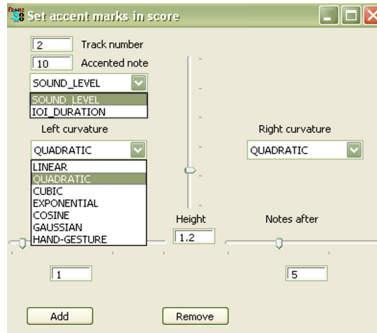 Set accent marks in score
2 Track number
10 Accented note
SOUND_LEVEL
SOUND_LEVEL
IOI_DURATION
Left curvature
Right curvature
QUADRATIC
QUADRATIC
LINEAR
QUADRATIC
CUBIC
EXPONENTIAL
COSINE
GAUSSIAN
HAND-GESTURE
Height
Notes after
1.2
1
5
Add
Remove